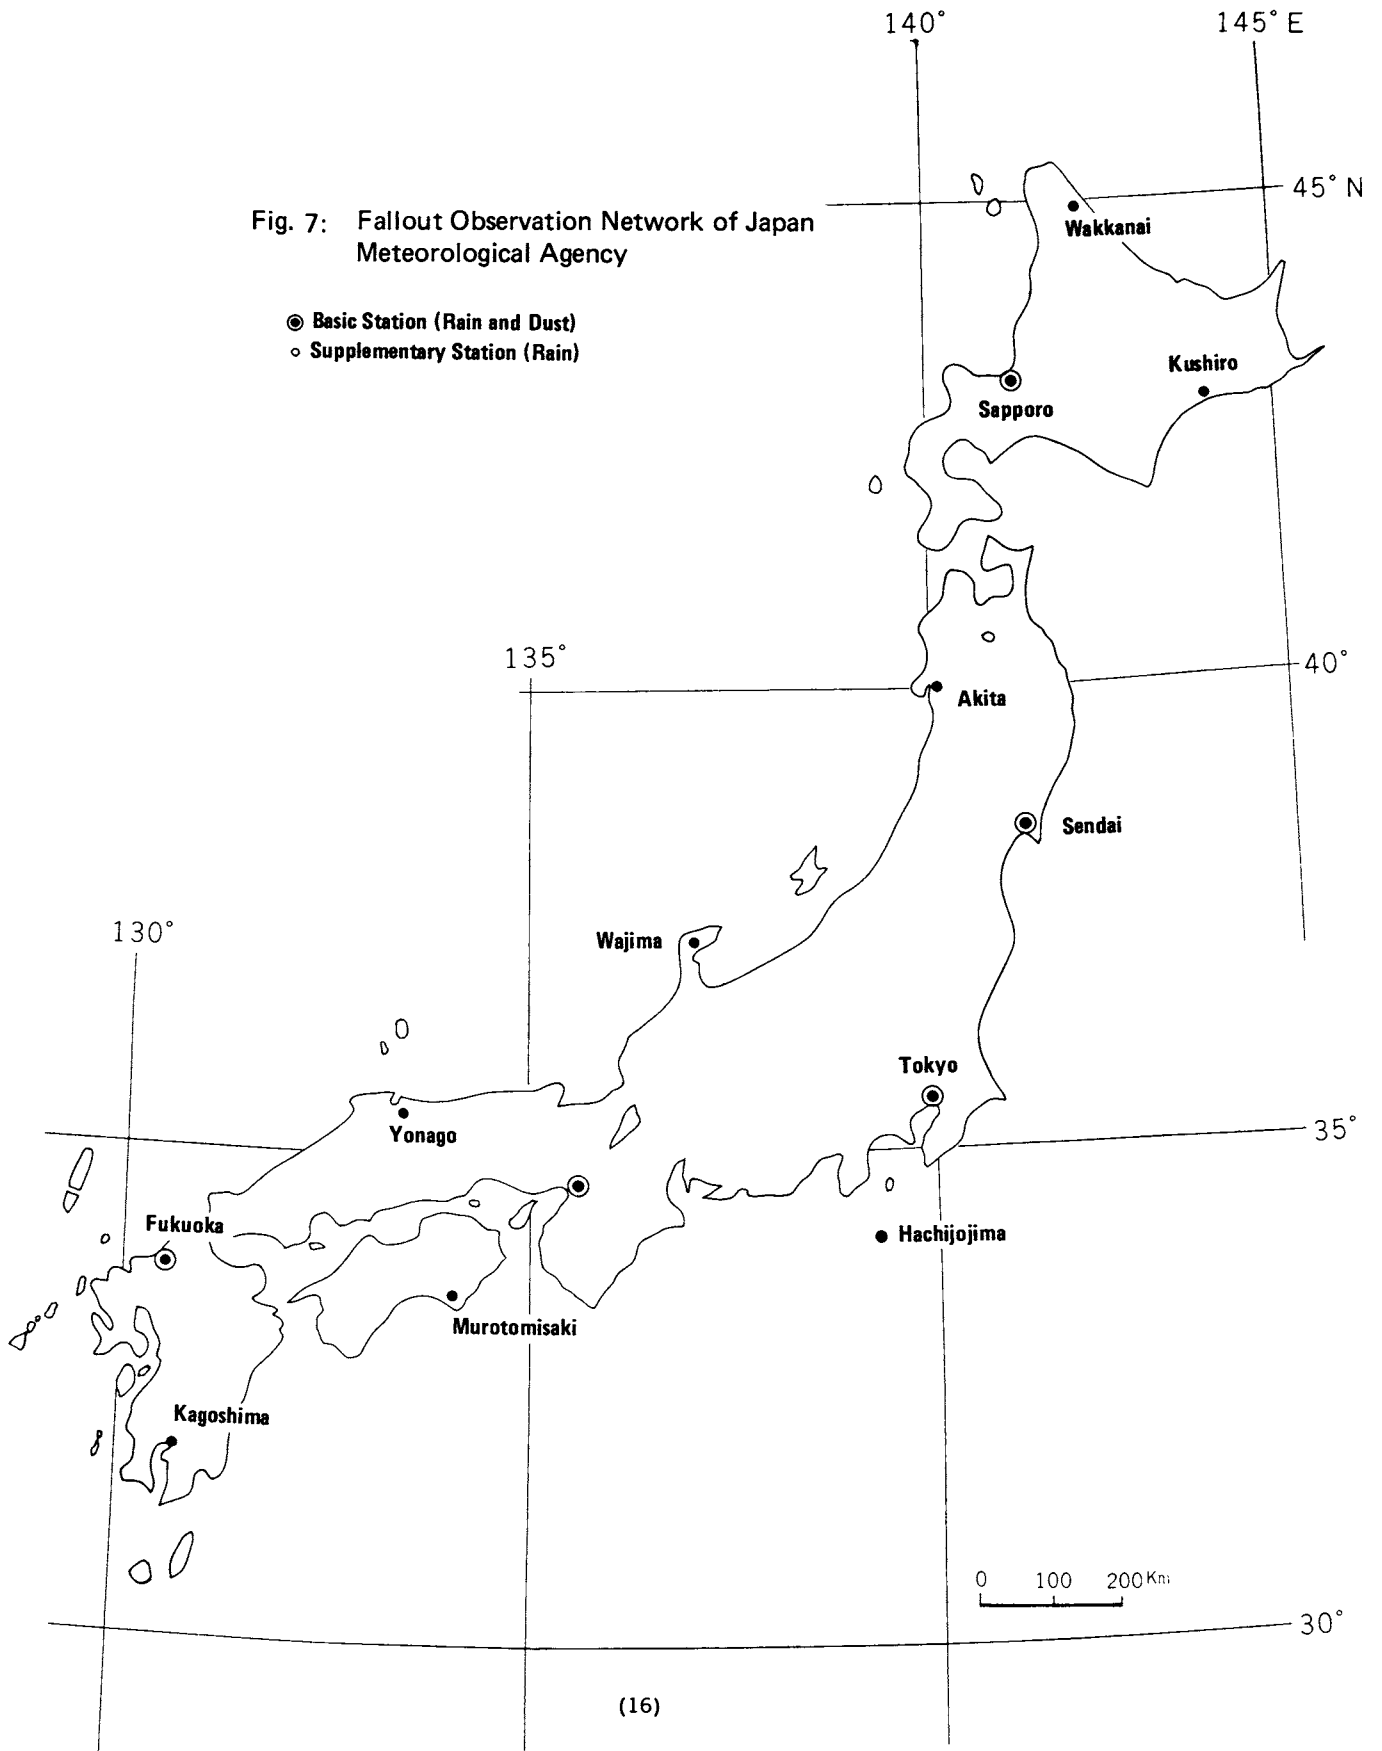 140°
145° E
45° N
Fig. 7: Fallout Observation Network of Japan
Meteorological Agency
Wakkanai
Basic Station (Rain and Dust)
Supplementary Station (Rain)
Kushiro
Sapporo
135°
40°
Akita
Sendai
130°
Wajima
Tokyo
Yonago
35°
Fukuoka
Hachijojima
Murotomisaki
Kagoshima
0 100 200 Km
30°
(16)